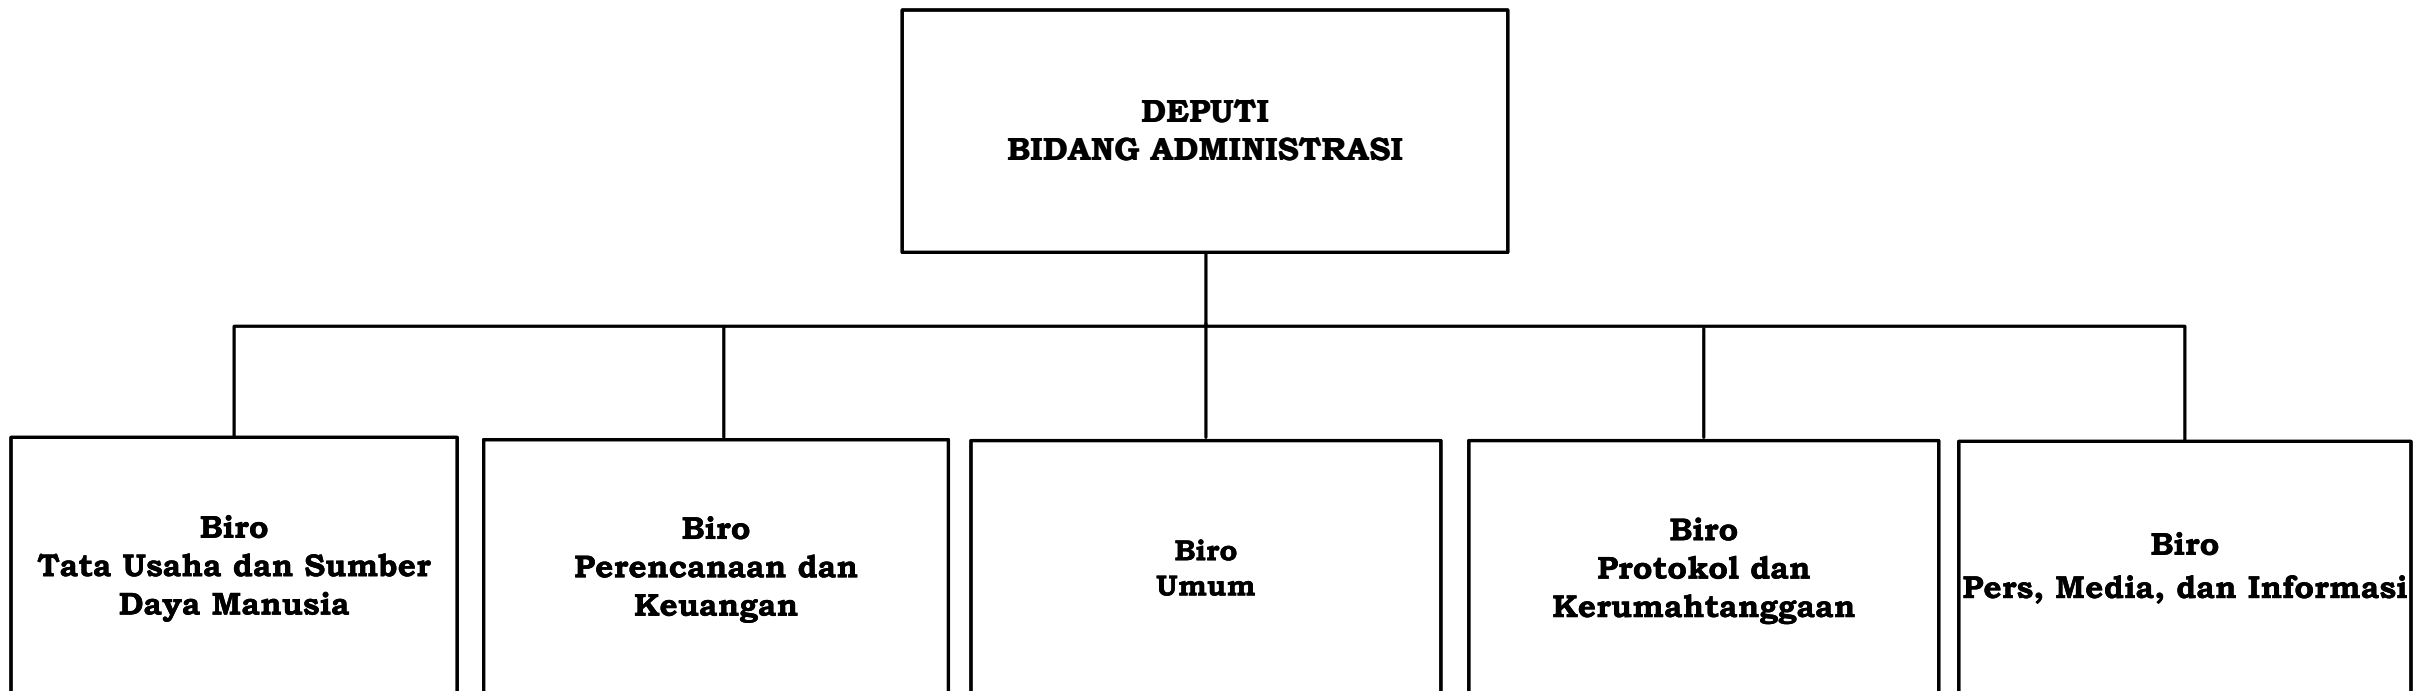 DEPUTI
BIDANG ADMINISTRASI
Biro
Tata Usaha dan Sumber
Daya Manusia
Biro
Perencanaan dan
Keuangan
Biro
Umum
Biro
Protokol dan
Kerumahtanggaan
Biro
Pers, Media, dan Informasi